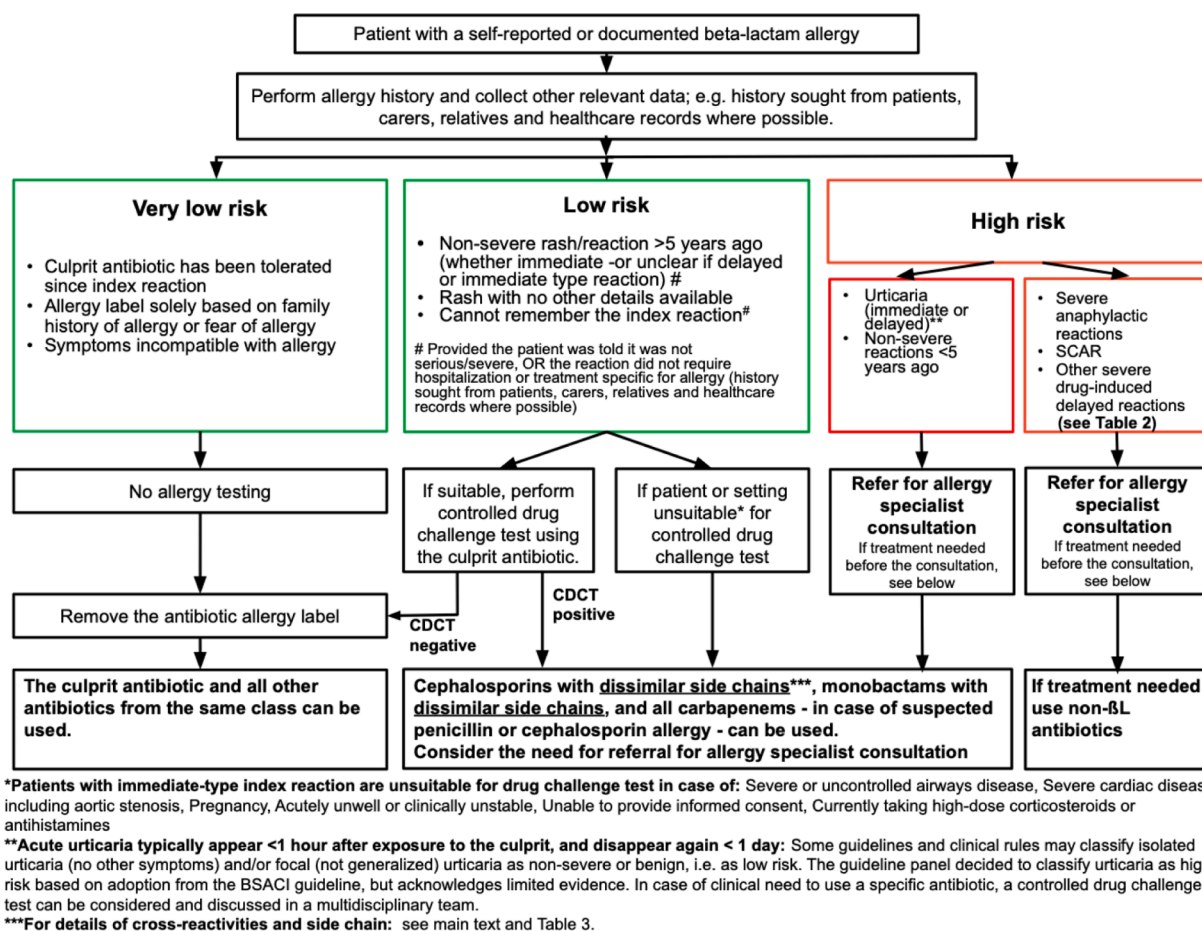 Patient with a self-reported or documented beta-lactam allergy
Perform allergy history and collect other relevant data; e.g. history sought from patients,
carers, relatives and healthcare records where possible.
Very low risk
• Culprit antibiotic has been tolerated
since index reaction
• Allergy label solely based on family
history of allergy or fear of allergy
• Symptoms incompatible with allergy
Low risk
• Non-severe rash/reaction >5 years ago
(whether immediate -or unclear if delayed
or immediate type reaction) #
• Rash with no other details available
• Cannot remember the index reaction#
# Provided the patient was told it was not
serious/severe, OR the reaction did not require
hospitalization or treatment specific for allergy (history
sought from patients, carers, relatives and healthcare
records where possible)
High risk
• Urticaria
(immediate or
delayed)**
• Non-severe
reactions <5
years ago
• Severe
anaphylactic
reactions
• SCAR
• Other severe
drug-induced
delayed reactions
(see Table 2)
No allergy testing
If suitable, perform
controlled drug
challenge test using
the culprit antibiotic.
If patient or setting
unsuitable* for
controlled drug
challenge test
Refer for allergy
specialist
consultation
If treatment needed
before the consultation,
see below
Refer for allergy
specialist
consultation
If treatment needed
before the consultation,
see below
Remove the antibiotic allergy label
CDCT
negative
CDCT
positive
The culprit antibiotic and all other
antibiotics from the same class can be
used.
Cephalosporins with dissimilar side chains***, monobactams with
dissimilar side chains, and all carbapenems - in case of suspected
penicillin or cephalosporin allergy - can be used.
Consider the need for referral for allergy specialist consultation
If treatment needed
use non-ßL
antibiotics
*Patients with immediate-type index reaction are unsuitable for drug challenge test in case of: Severe or uncontrolled airways disease, Severe cardiac diseas
including aortic stenosis, Pregnancy, Acutely unwell or clinically unstable, Unable to provide informed consent, Currently taking high-dose corticosteroids or
antihistamines
**Acute urticaria typically appear <1 hour after exposure to the culprit, and disappear again < 1 day: Some guidelines and clinical rules may classify isolated
urticaria (no other symptoms) and/or focal (not generalized) urticaria as non-severe or benign, i.e. as low risk. The guideline panel decided to classify urticaria as hig
risk based on adoption from the BSACI guideline, but acknowledges limited evidence. In case of clinical need to use a specific antibiotic, a controlled drug challenge
test can be considered and discussed in a multidisciplinary team.
***For details of cross-reactivities and side chain: see main text and Table 3.